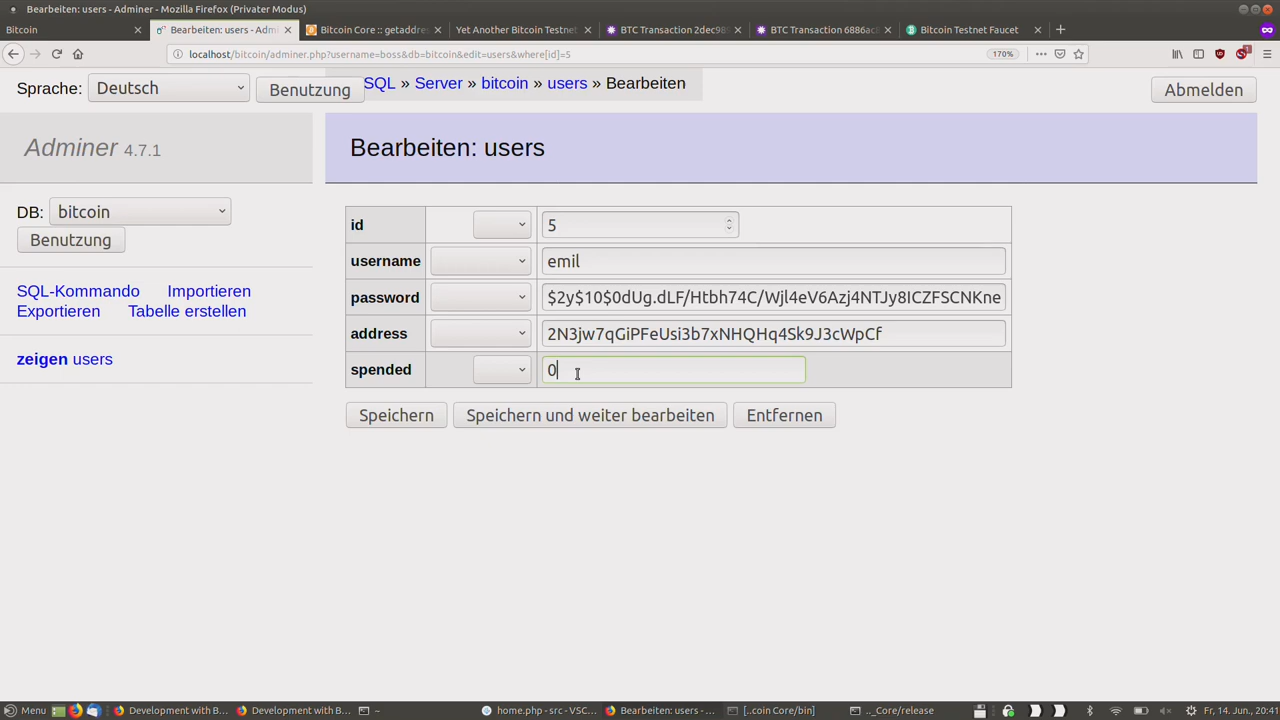 Bearbeiten: users - Adminer - Mozilla Firefox (Privater Modus)
Bitcoin
Bearbeiten: users - Admi
Bitcoin Core :: getaddres
Yet Another Bitcoin Testnet
BTC Transaction 2dec98
BTC Transaction 6886ac8
Bitcoin Testnet Faucet
localhost/bitcoin/adminer.php?username=boss&db=bitcoin&edit=users&where[id]=5
170%
1
Sprache: Deutsch Benutzung
SQL » Server » bitcoin » users » Bearbeiten
Abmelden
Adminer 4.7.1
Bearbeiten: users
DB: bitcoin
Benutzung
SQL-Kommando Importieren
Exportieren Tabelle erstellen
zeigen users
id 5
username emil
password $2y$10$0dUg.dLF/Htbh74C/Wjl4eV6Azj4NTJy8ICZFSCNKne
address 2N3jw7qGiPFeUsi3b7xNHQHq4Sk9J3cWpCf
spended 0
Speichern Speichern und weiter bearbeiten Entfernen
Menu
Development with B...
Development with B...
~
home.php - src - VSC...
Bearbeiten: users - ...
[..coin Core/bin]
.._Core/release
Fr, 14. Jun., 20:41